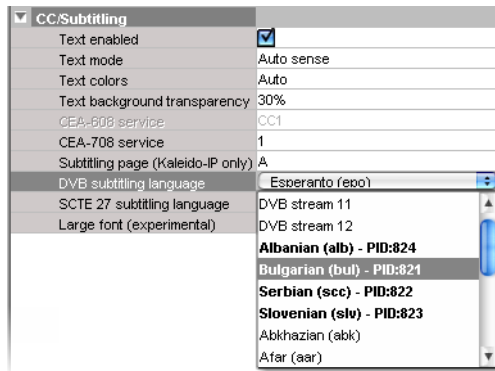 CC/Subtitling
Text enabled
Text mode Auto sense
Text colors Auto
Text background transparency 30%
CEA-608 service CC1
CEA-708 service 1
Subtitling page (Kaleido-IP only) A
DVB subtitling language Esperanto (epo)
SCTE 27 subtitling language DVB stream 11
Large font (experimental) DVB stream 12
Albanian (alb) - PID:824
Bulgarian (bul) - PID:821
Serbian (scc) - PID:822
Slovenian (slv) - PID:823
Abkhazian (abk)
Afar (aar)